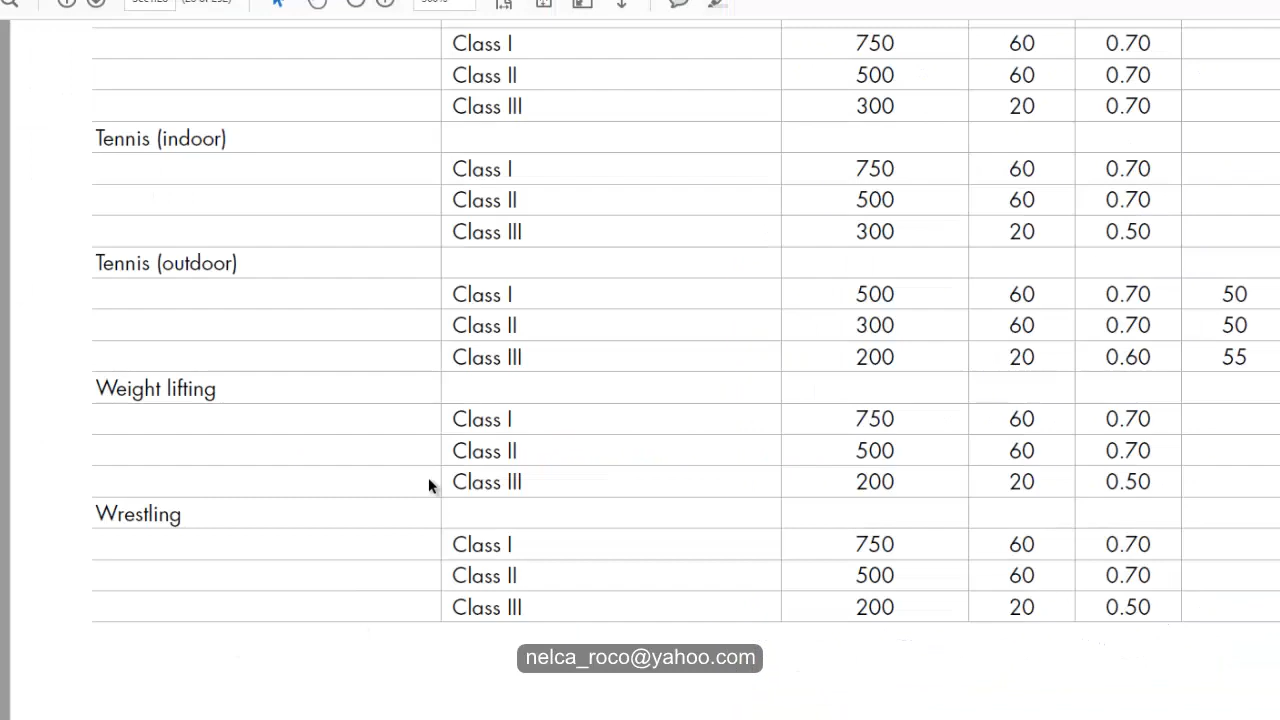 Class I 750 60 0.70
Class II 500 60 0.70
Class III 300 20 0.70
Tennis (indoor)
Class I 750 60 0.70
Class II 500 60 0.70
Class III 300 20 0.50
Tennis (outdoor)
Class I 500 60 0.70 50
Class II 300 60 0.70 50
Class III 200 20 0.60 55
Weight lifting
Class I 750 60 0.70
Class II 500 60 0.70
Class III 200 20 0.50
Wrestling
Class I 750 60 0.70
Class II 500 60 0.70
Class III 200 20 0.50
nelca_roco@yahoo.com